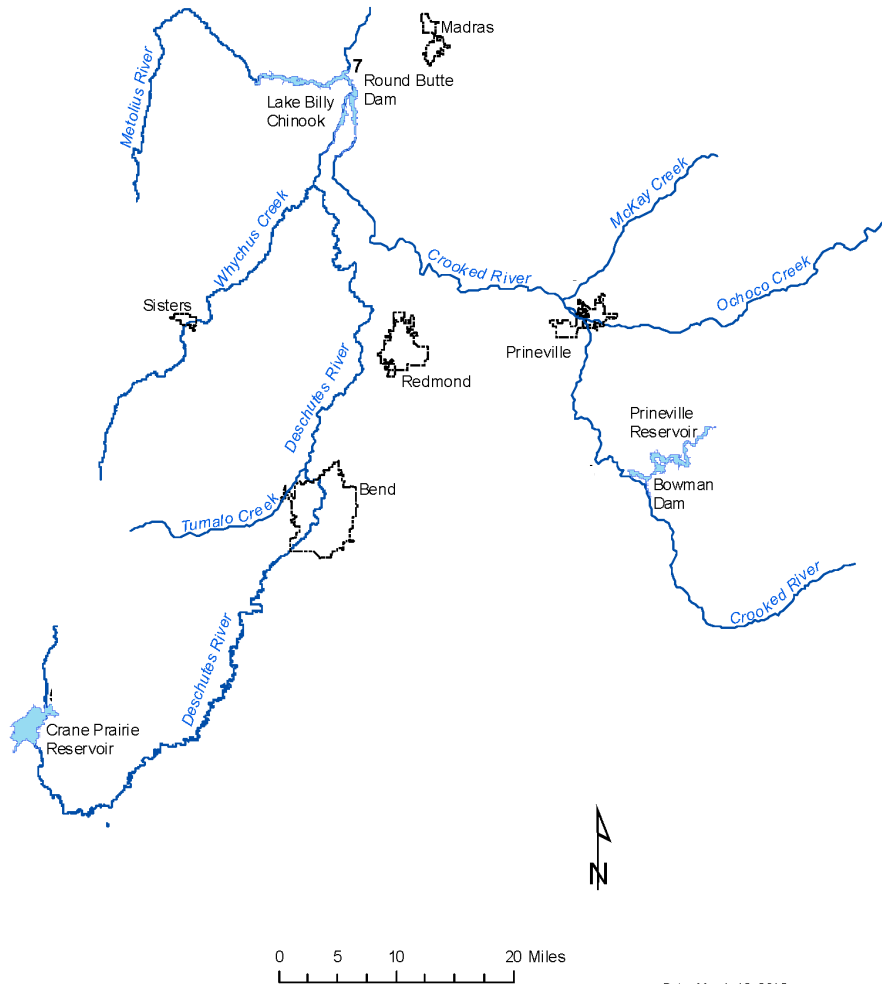 Madras
Metolius River
7
Round Butte
Dam
Lake Billy
Chinook
McKay Creek
Whychus Creek
Crooked River
Ochoco Creek
Sisters
Prineville
Redmond
Deschutes River
Prineville
Reservoir
Bend
Bowman
Dam
Tumalo Creek
Crooked River
Deschutes River
Crane Prairie
Reservoir
N
0 5 10 20 Miles